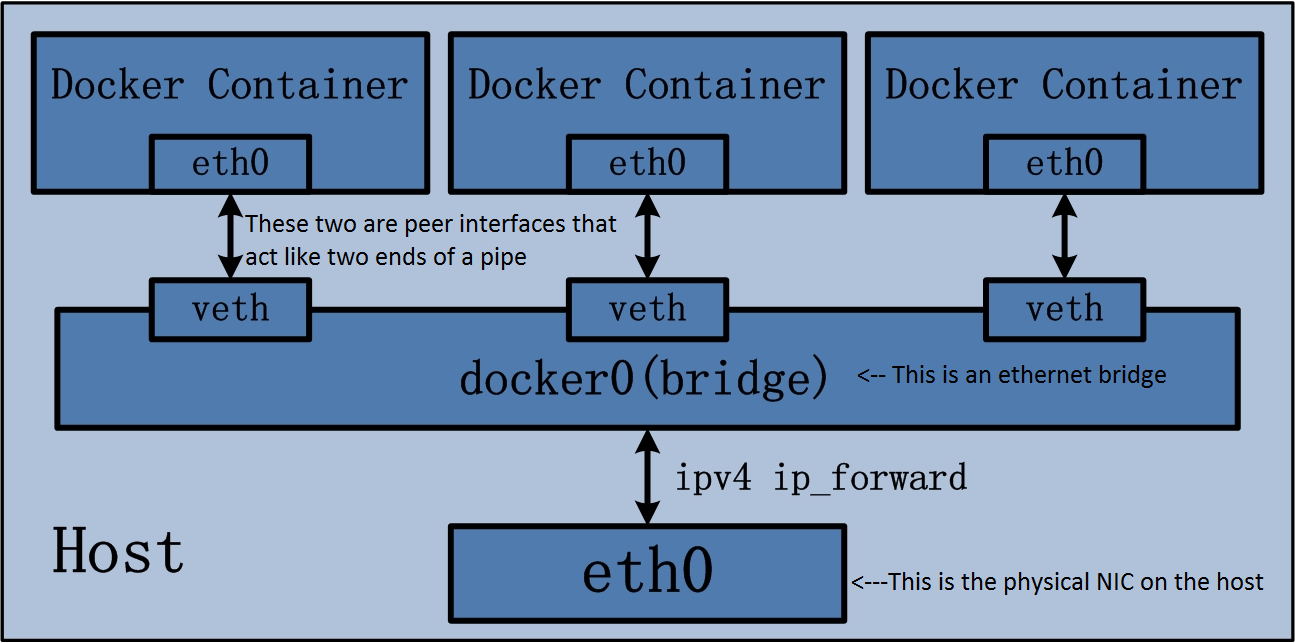 Docker Container
Docker Container
Docker Container
eth0
eth0
eth0
These two are peer interfaces that
act like two ends of a pipe
veth
veth
veth
docker0(bridge)
<-- This is an ethernet bridge
ipv4 ip_forward
Host
eth0
<---This is the physical NIC on the host